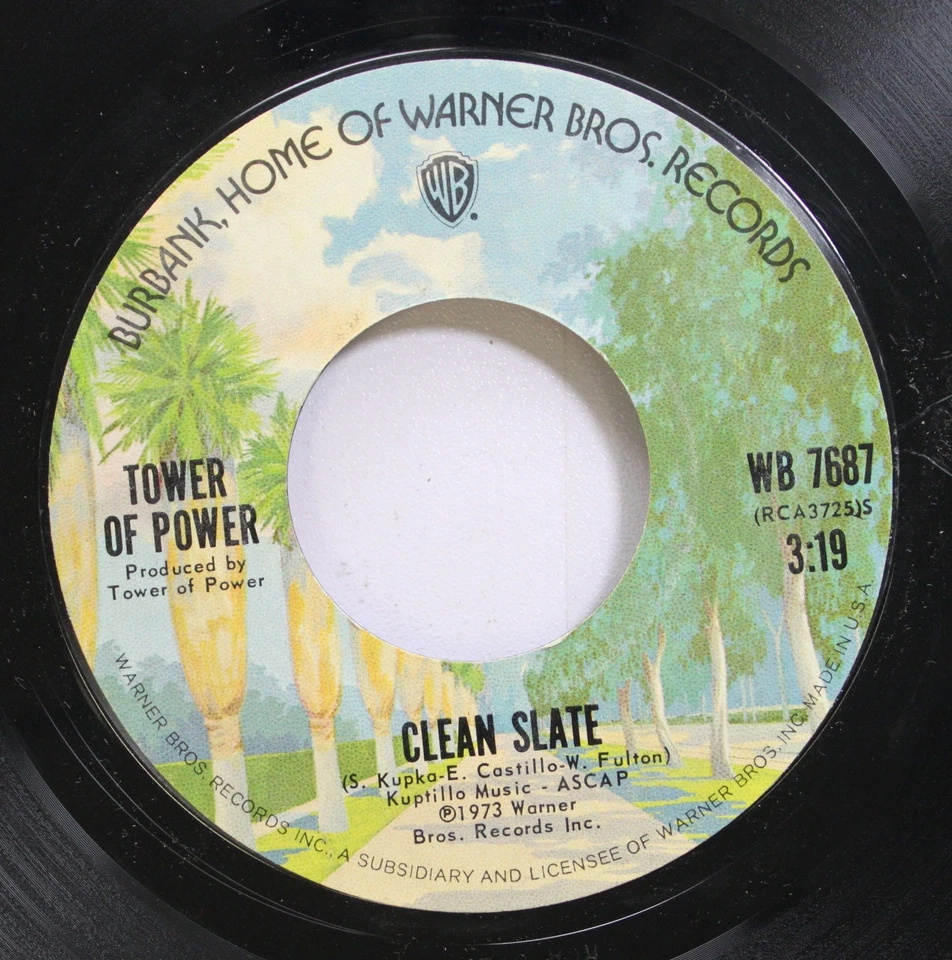 BURBANK, HOME OF WARNER BROS. RECORDS
WB
TOWER
OF POWER
Produced by
Tower of Power
WB 7687
(RCA3725)S
3:19
CLEAN SLATE
(S. Kupka-E. Castillo-W. Fulton)
Kuptillo Music - ASCAP
℗1973 Warner
Bros. Records Inc.
WARNER BROS. RECORDS INC., A SUBSIDIARY AND LICENSEE OF WARNER BROS., INC. MADE IN U.S.A